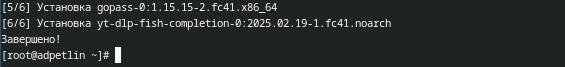 [5/6] Установка gopass-0:1.15.15-2.fc41.x86_64
[6/6] Установка yt-dlp-fish-completion-0:2025.02.19-1.fc41.noarch
Завершено!
[root@adpetlin ~]#